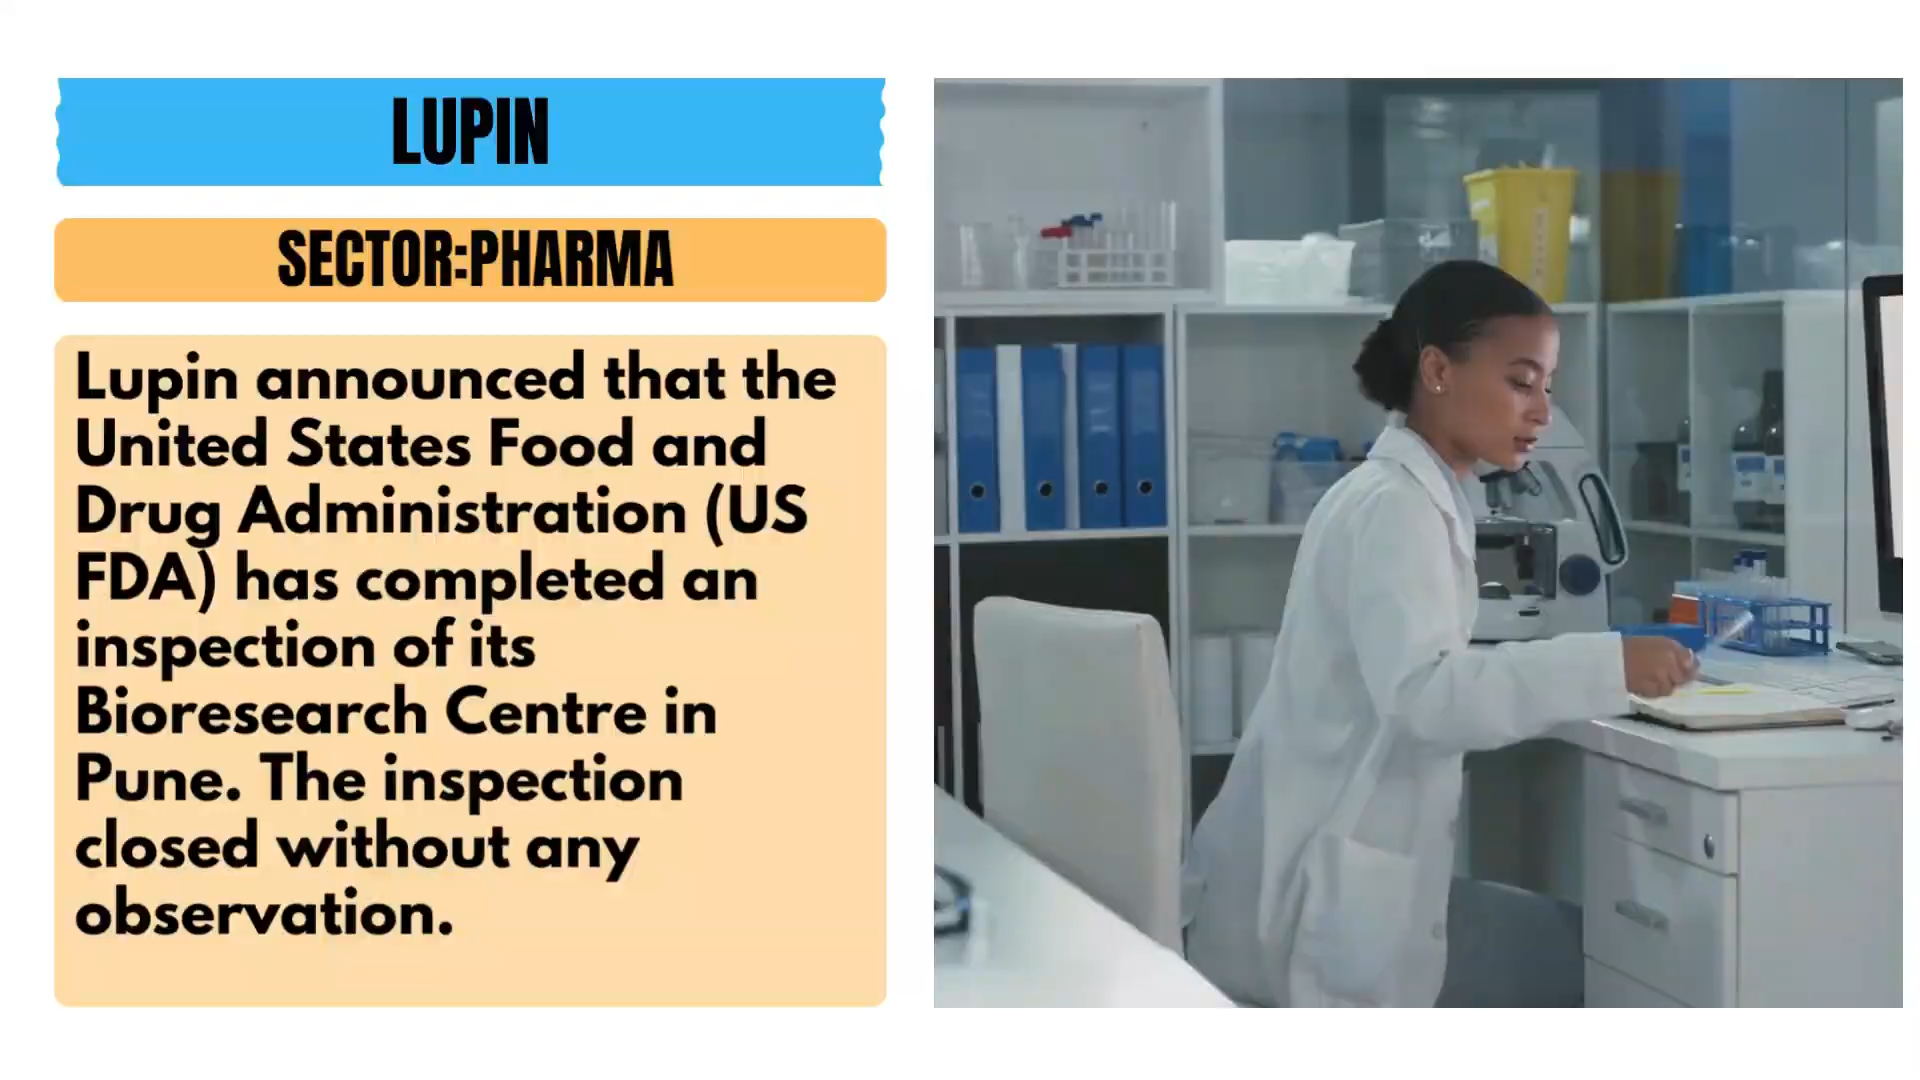 LUPIN
SECTOR:PHARMA
Lupin announced that the
United States Food and
Drug Administration (US
FDA) has completed an
inspection of its
Bioresearch Centre in
Pune. The inspection
closed without any
observation.